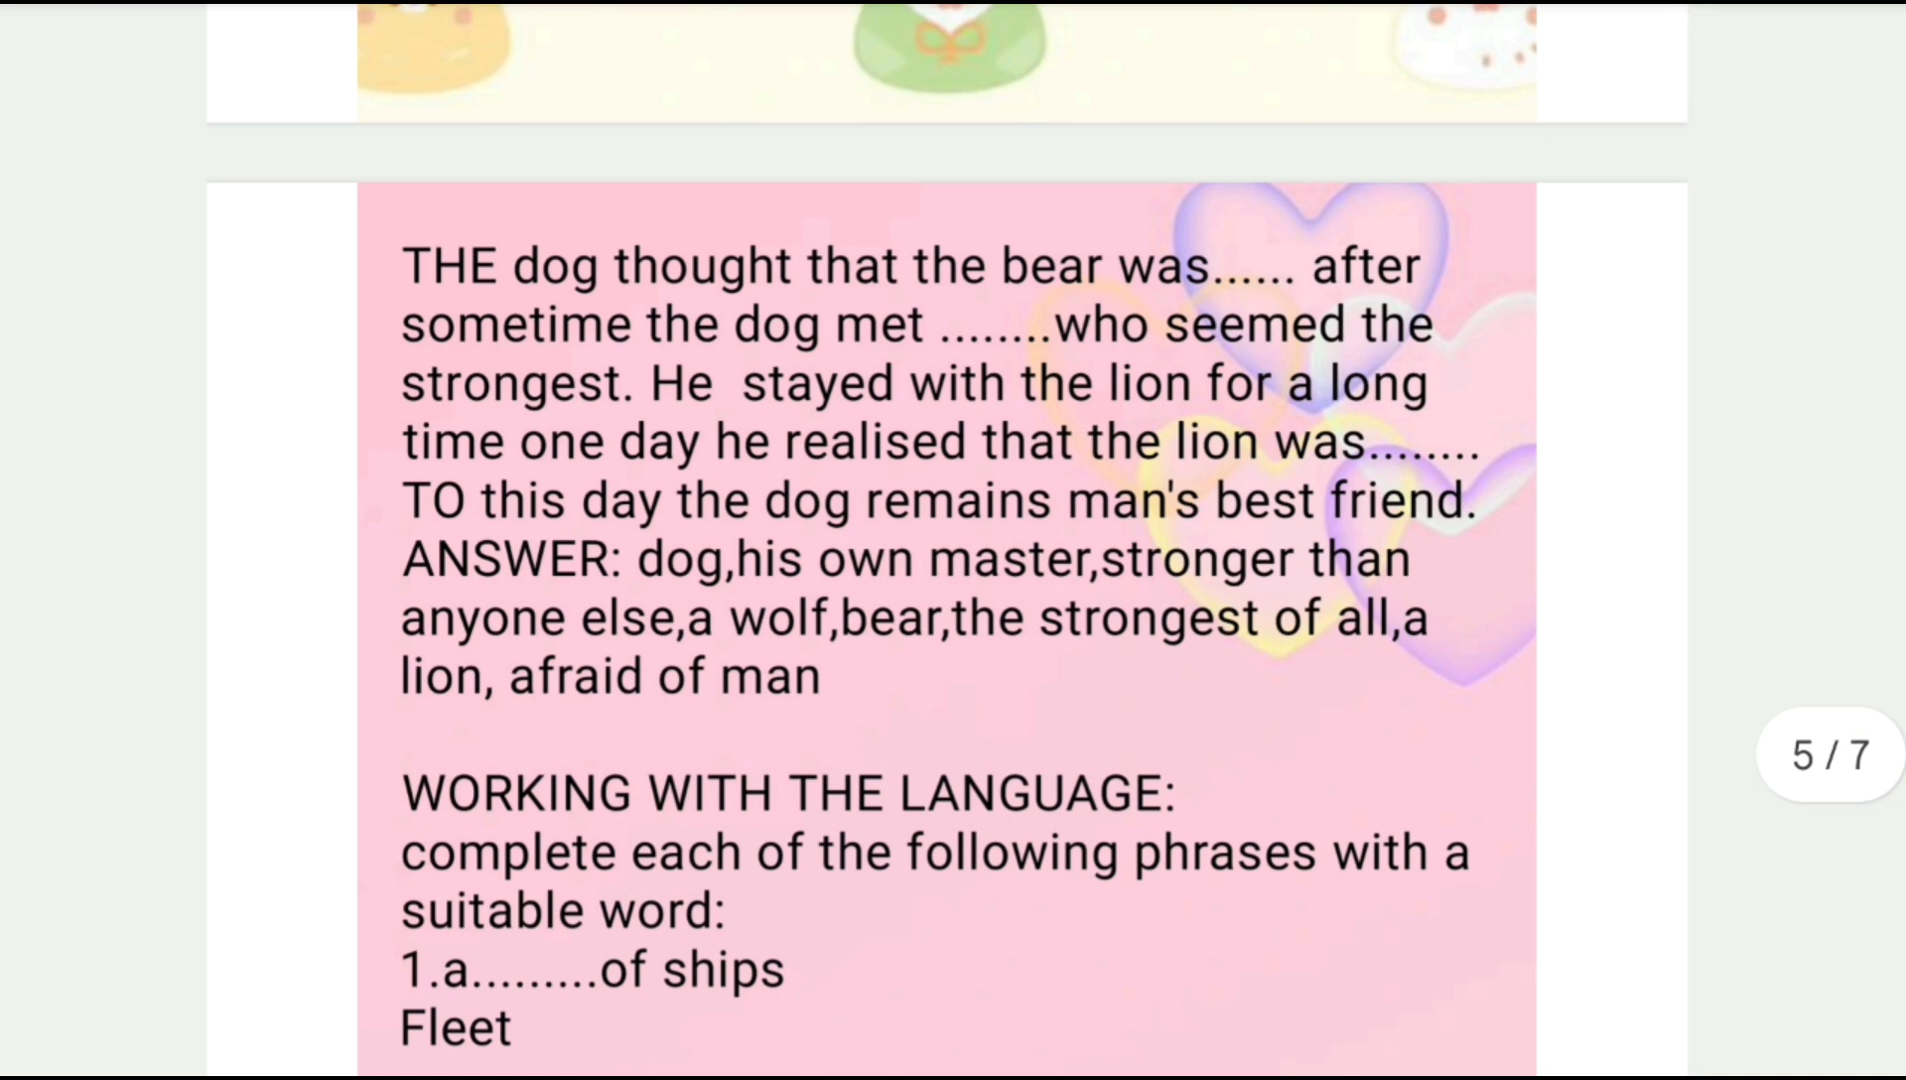 THE dog thought that the bear was...... after
sometime the dog met ........who seemed the
strongest. He  stayed with the lion for a long
time one day he realised that the lion was........
TO this day the dog remains man's best friend.
ANSWER: dog,his own master,stronger than
anyone else,a wolf,bear,the strongest of all,a
lion, afraid of man
WORKING WITH THE LANGUAGE:
complete each of the following phrases with a
suitable word:
1.a.........of ships
Fleet
5 / 7